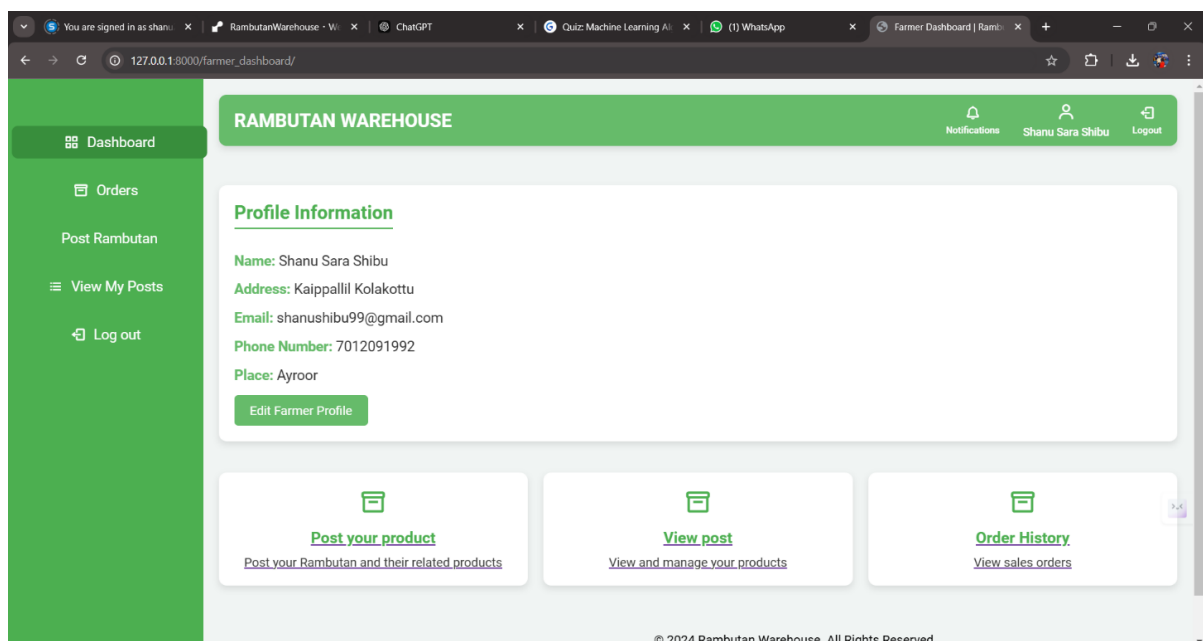 You are signed in as shanu
RambutanWarehouse - We
ChatGPT
Quiz: Machine Learning Al
(1) WhatsApp
Farmer Dashboard | Ramb
127.0.0.1:8000/farmer_dashboard/
RAMBUTAN WAREHOUSE
Notifications
Shanu Sara Shibu
Logout
Dashboard
Orders
Post Rambutan
View My Posts
Log out
Profile Information
Name: Shanu Sara Shibu
Address: Kaippallil Kolakottu
Email: shanushibu99@gmail.com
Phone Number: 7012091992
Place: Ayroor
Edit Farmer Profile
Post your product
Post your Rambutan and their related products
View post
View and manage your products
Order History
View sales orders
© 2024 Rambutan Warehouse. All Rights Reserved